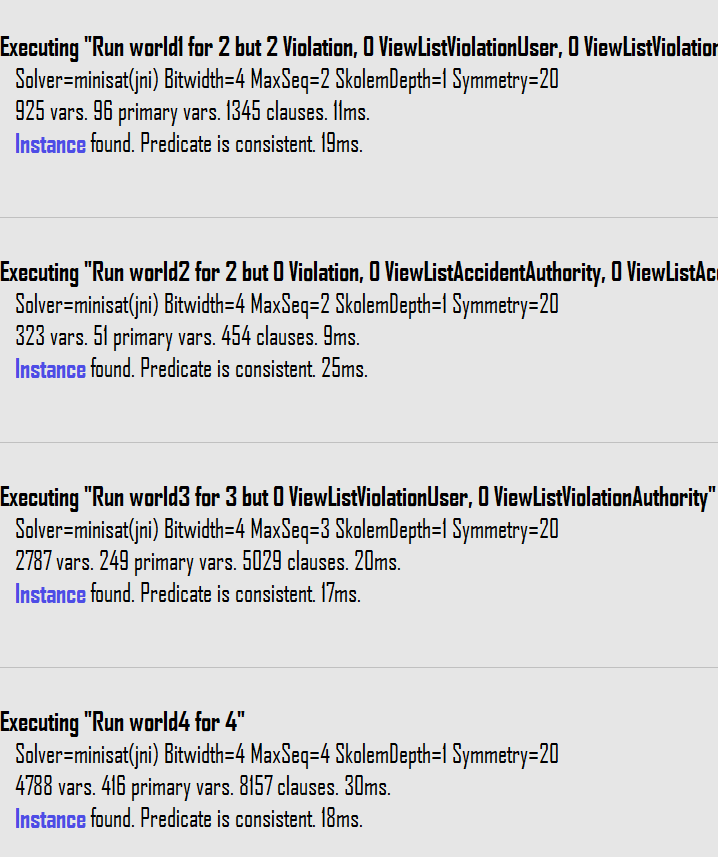 Executing "Run world1 for 2 but 2 Violation, 0 ViewListViolationUser, 0 ViewListViolation
Solver=minisat(jni) Bitwidth=4 MaxSeq=2 SkolemDepth=1 Symmetry=20
925 vars. 96 primary vars. 1345 clauses. 11ms.
Instance found. Predicate is consistent. 19ms.
Executing "Run world2 for 2 but 0 Violation, 0 ViewListAccidentAuthority, 0 ViewListAcc
Solver=minisat(jni) Bitwidth=4 MaxSeq=2 SkolemDepth=1 Symmetry=20
323 vars. 51 primary vars. 454 clauses. 9ms.
Instance found. Predicate is consistent. 25ms.
Executing "Run world3 for 3 but 0 ViewListViolationUser, 0 ViewListViolationAuthority"
Solver=minisat(jni) Bitwidth=4 MaxSeq=3 SkolemDepth=1 Symmetry=20
2787 vars. 249 primary vars. 5029 clauses. 20ms.
Instance found. Predicate is consistent. 17ms.
Executing "Run world4 for 4"
Solver=minisat(jni) Bitwidth=4 MaxSeq=4 SkolemDepth=1 Symmetry=20
4788 vars. 416 primary vars. 8157 clauses. 30ms.
Instance found. Predicate is consistent. 18ms.